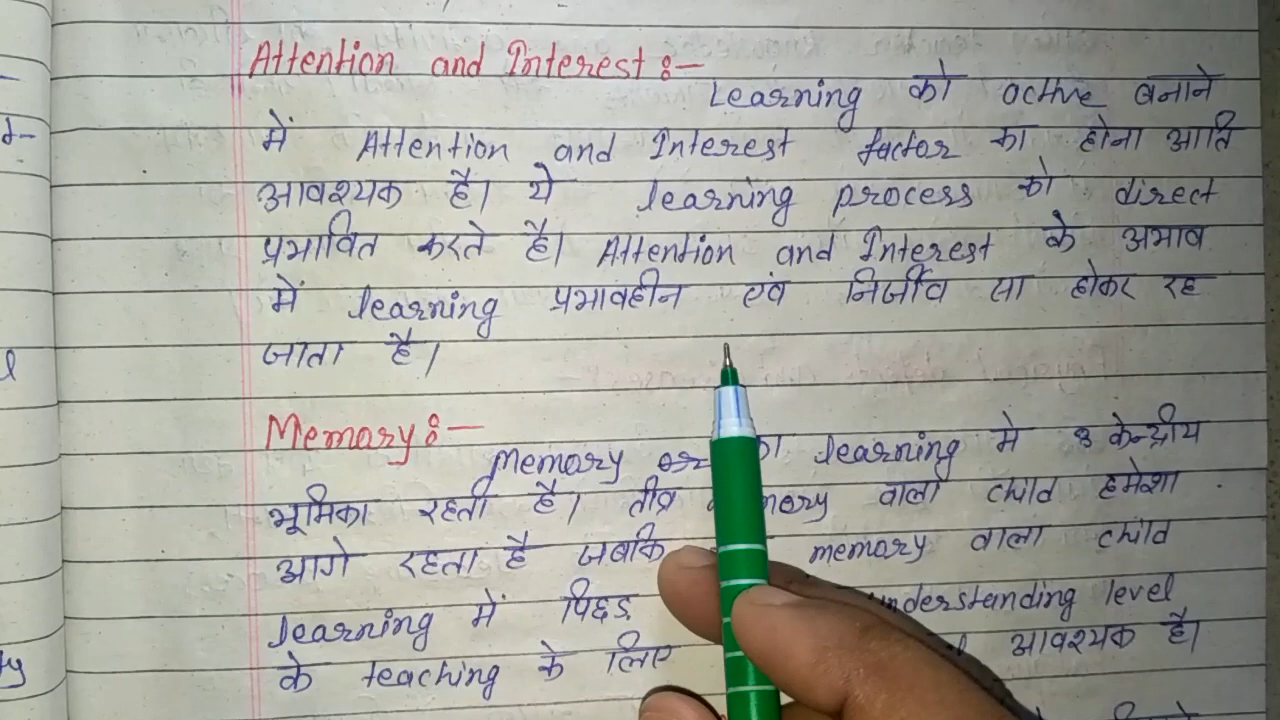 Attention and Interest :-
Learning को active बनाने
में Attention and Interest factor का होना आति
आवश्यक है। ये learning process को direct
प्रभावित करते है। Attention and Interest के अभाव
में learning प्रभावहीन एवं निर्जीव सा होकर रह
जाता है।
Memory :-
Memory का learning मे केन्द्रीय
भूमिका रहती है। तीव्र memory वाला child हमेशा
आगे रहता है जबकि memory वाला child
learning में पिछड़ understanding level
के teaching के लिए आवश्यक है।